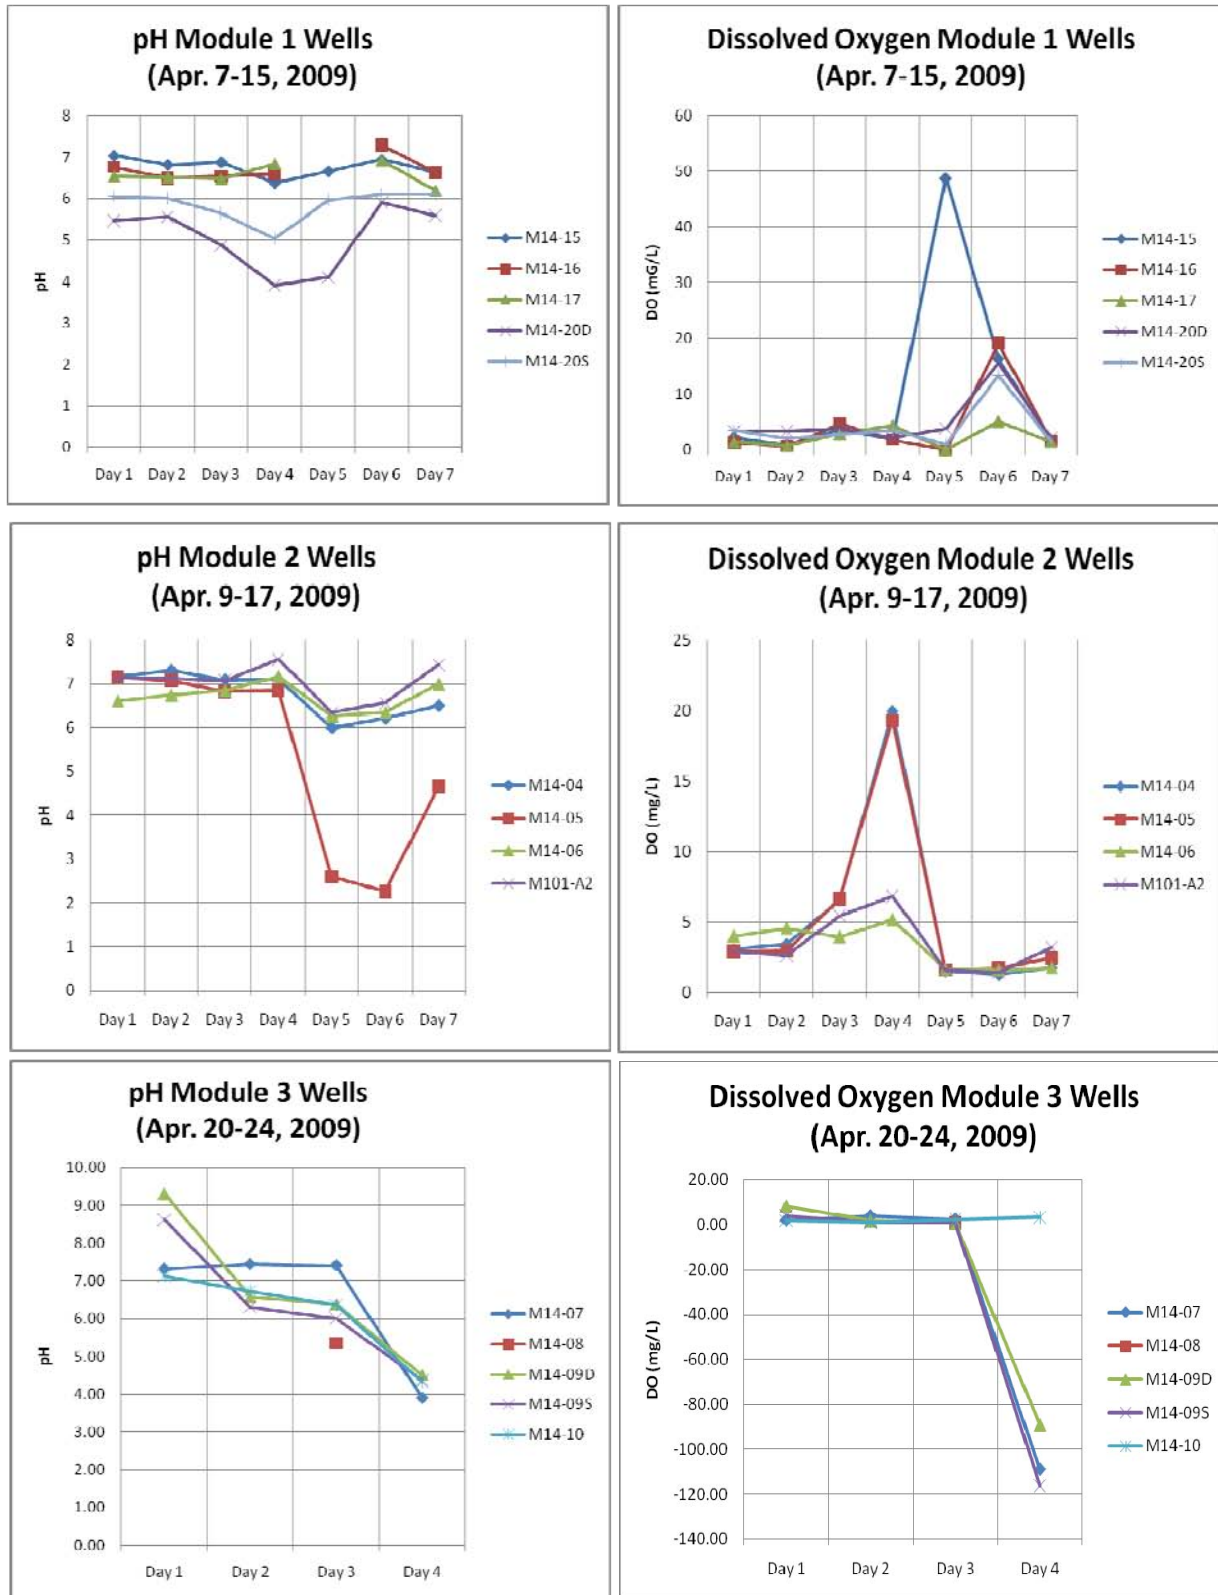 pH Module 1 Wells
(Apr. 7-15, 2009)
8
7
6
5
4
3
2
1
0
pH
Day 1 Day 2 Day 3 Day 4 Day 5 Day 6 Day 7
M14-15
M14-16
M14-17
M14-20D
M14-20S
Dissolved Oxygen Module 1 Wells
(Apr. 7-15, 2009)
60
50
40
30
20
10
0
DO (mG/L)
Day 1 Day 2 Day 3 Day 4 Day 5 Day 6 Day 7
M14-15
M14-16
M14-17
M14-20D
M14-20S
pH Module 2 Wells
(Apr. 9-17, 2009)
8
7
6
5
4
3
2
1
0
pH
Day 1 Day 2 Day 3 Day 4 Day 5 Day 6 Day 7
M14-04
M14-05
M14-06
M101-A2
Dissolved Oxygen Module 2 Wells
(Apr. 9-17, 2009)
25
20
15
10
5
0
DO (mg/L)
Day 1 Day 2 Day 3 Day 4 Day 5 Day 6 Day 7
M14-04
M14-05
M14-06
M101-A2
pH Module 3 Wells
(Apr. 20-24, 2009)
10.00
9.00
8.00
7.00
6.00
5.00
4.00
3.00
2.00
1.00
0.00
pH
Day 1 Day 2 Day 3 Day 4
M14-07
M14-08
M14-09D
M14-09S
M14-10
Dissolved Oxygen Module 3 Wells
(Apr. 20-24, 2009)
20.00
0.00
-20.00
-40.00
-60.00
-80.00
-100.00
-120.00
-140.00
DO (mg/L)
Day 1 Day 2 Day 3 Day 4
M14-07
M14-08
M14-09D
M14-09S
M14-10